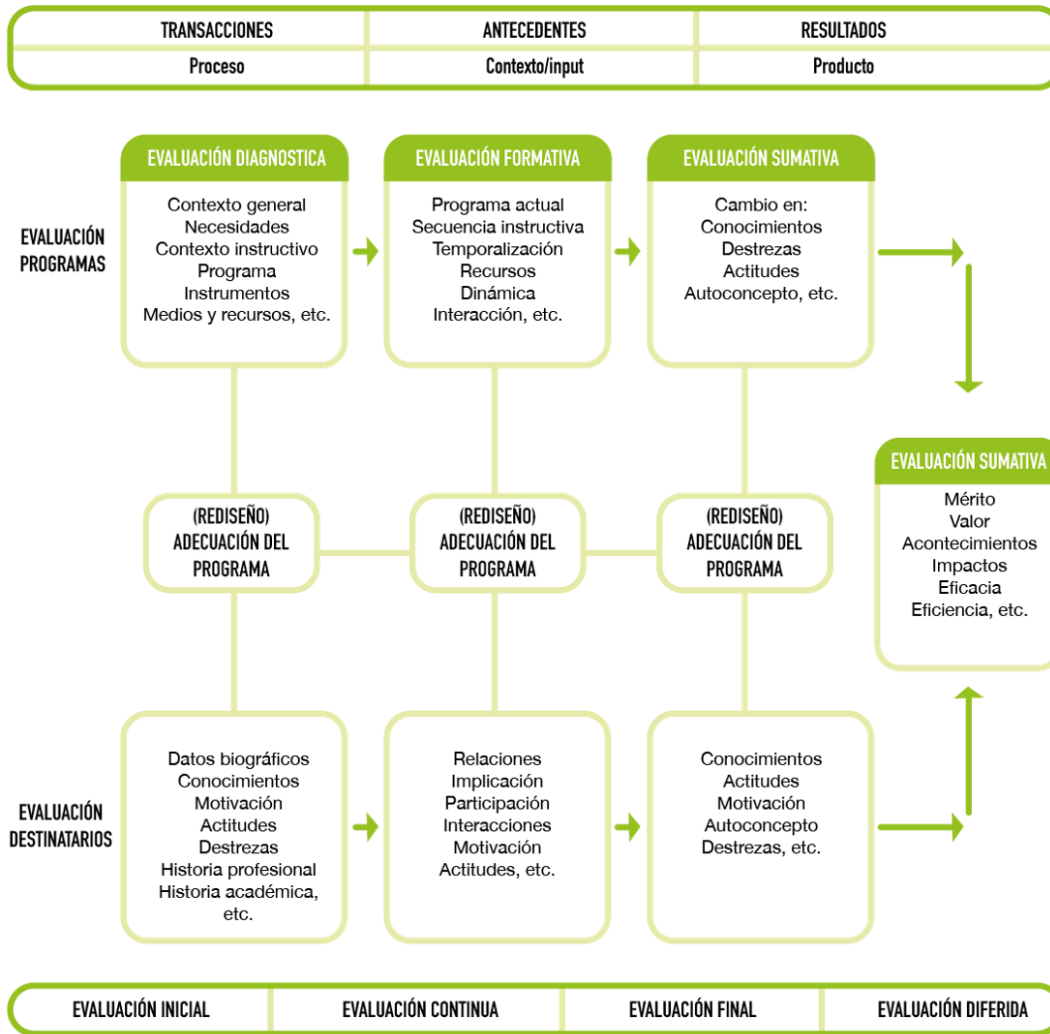 TRANSACCIONES
ANTECEDENTES
RESULTADOS
Proceso
Contexto/input
Producto
EVALUACIÓN
PROGRAMAS
EVALUACIÓN DIAGNOSTICA
Contexto general
Necesidades
Contexto instructivo
Programa
Instrumentos
Medios y recursos, etc.
EVALUACIÓN FORMATIVA
Programa actual
Secuencia instructiva
Temporalización
Recursos
Dinámica
Interacción, etc.
EVALUACIÓN SUMATIVA
Cambio en:
Conocimientos
Destrezas
Actitudes
Autoconcepto, etc.
(REDISEÑO)
ADECUACIÓN DEL
PROGRAMA
(REDISEÑO)
ADECUACIÓN DEL
PROGRAMA
(REDISEÑO)
ADECUACIÓN DEL
PROGRAMA
EVALUACIÓN SUMATIVA
Mérito
Valor
Acontecimientos
Impactos
Eficacia
Eficiencia, etc.
EVALUACIÓN
DESTINATARIOS
Datos biográficos
Conocimientos
Motivación
Actitudes
Destrezas
Historia profesional
Historia académica,
etc.
Relaciones
Implicación
Participación
Interacciones
Motivación
Actitudes, etc.
Conocimientos
Actitudes
Motivación
Autoconcepto
Destrezas, etc.
EVALUACIÓN INICIAL
EVALUACIÓN CONTINUA
EVALUACIÓN FINAL
EVALUACIÓN DIFERIDA